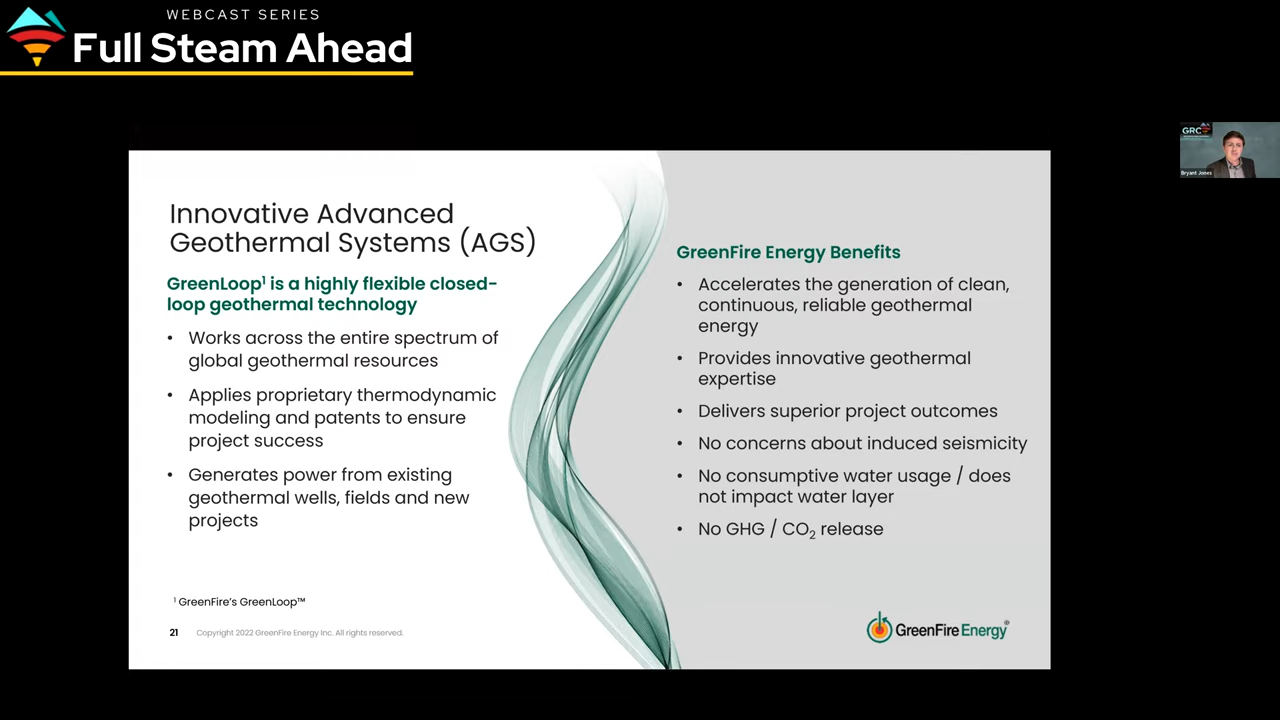 WEBCAST SERIES
Full Steam Ahead
GRC
Bryant Jones
Innovative Advanced
Geothermal Systems (AGS)
GreenLoop¹ is a highly flexible closed-
loop geothermal technology
• Works across the entire spectrum of
global geothermal resources
• Applies proprietary thermodynamic
modeling and patents to ensure
project success
• Generates power from existing
geothermal wells, fields and new
projects
¹ GreenFire's GreenLoop™
21 Copyright 2022 GreenFire Energy Inc. All rights reserved.
GreenFire Energy Benefits
• Accelerates the generation of clean,
continuous, reliable geothermal
energy
• Provides innovative geothermal
expertise
• Delivers superior project outcomes
• No concerns about induced seismicity
• No consumptive water usage / does
not impact water layer
• No GHG / CO₂ release
GreenFire Energy®